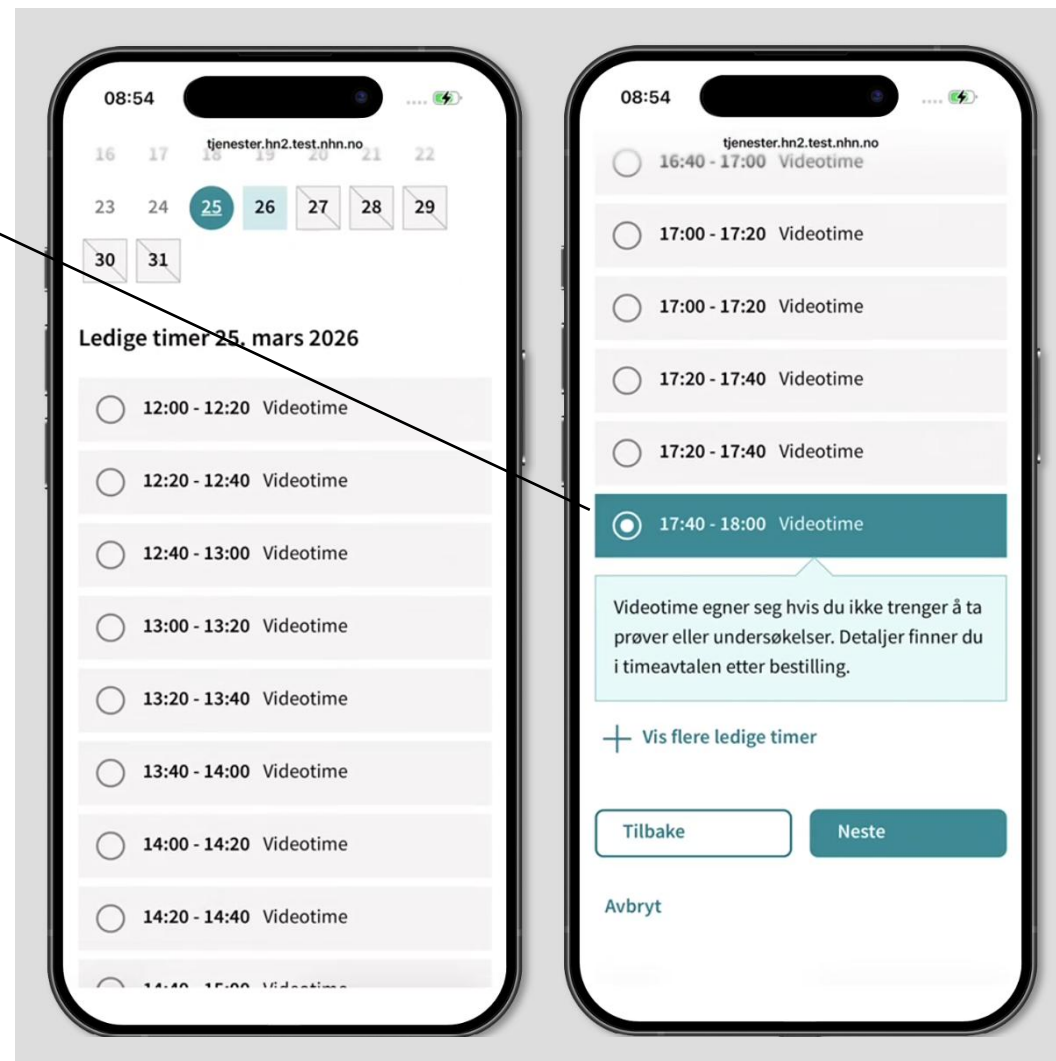 08:54
tjenester.hn2.test.nhn.no
16 17 18 19 20 21 22
23 24 25 26 27 28 29
30 31
Ledige timer 25. mars 2026
12:00 - 12:20 Videotime
12:20 - 12:40 Videotime
12:40 - 13:00 Videotime
13:00 - 13:20 Videotime
13:20 - 13:40 Videotime
13:40 - 14:00 Videotime
14:00 - 14:20 Videotime
14:20 - 14:40 Videotime
14:40 - 15:00 Videotime
08:54
tjenester.hn2.test.nhn.no
16:40 - 17:00 Videotime
17:00 - 17:20 Videotime
17:00 - 17:20 Videotime
17:20 - 17:40 Videotime
17:20 - 17:40 Videotime
17:40 - 18:00 Videotime
Videotime egner seg hvis du ikke trenger å ta
prøver eller undersøkelser. Detaljer finner du
i timeavtalen etter bestilling.
Vis flere ledige timer
Tilbake
Neste
Avbryt